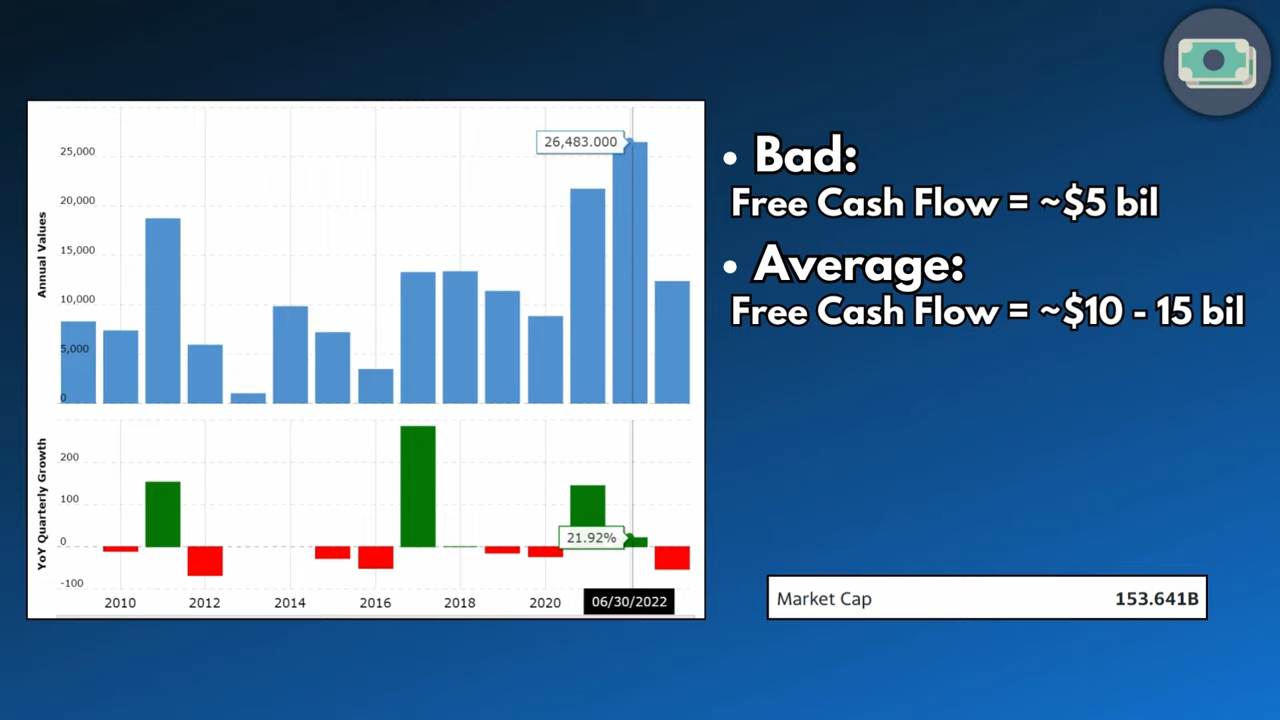 Annual Values
25,000
20,000
15,000
10,000
5,000
0
26,483.000
YoY Quarterly Growth
200
100
0
-100
21.92%
2010
2012
2014
2016
2018
2020
06/30/2022
• Bad:
Free Cash Flow = ~$5 bil
• Average:
Free Cash Flow = ~$10 - 15 bil
Market Cap 153.641B